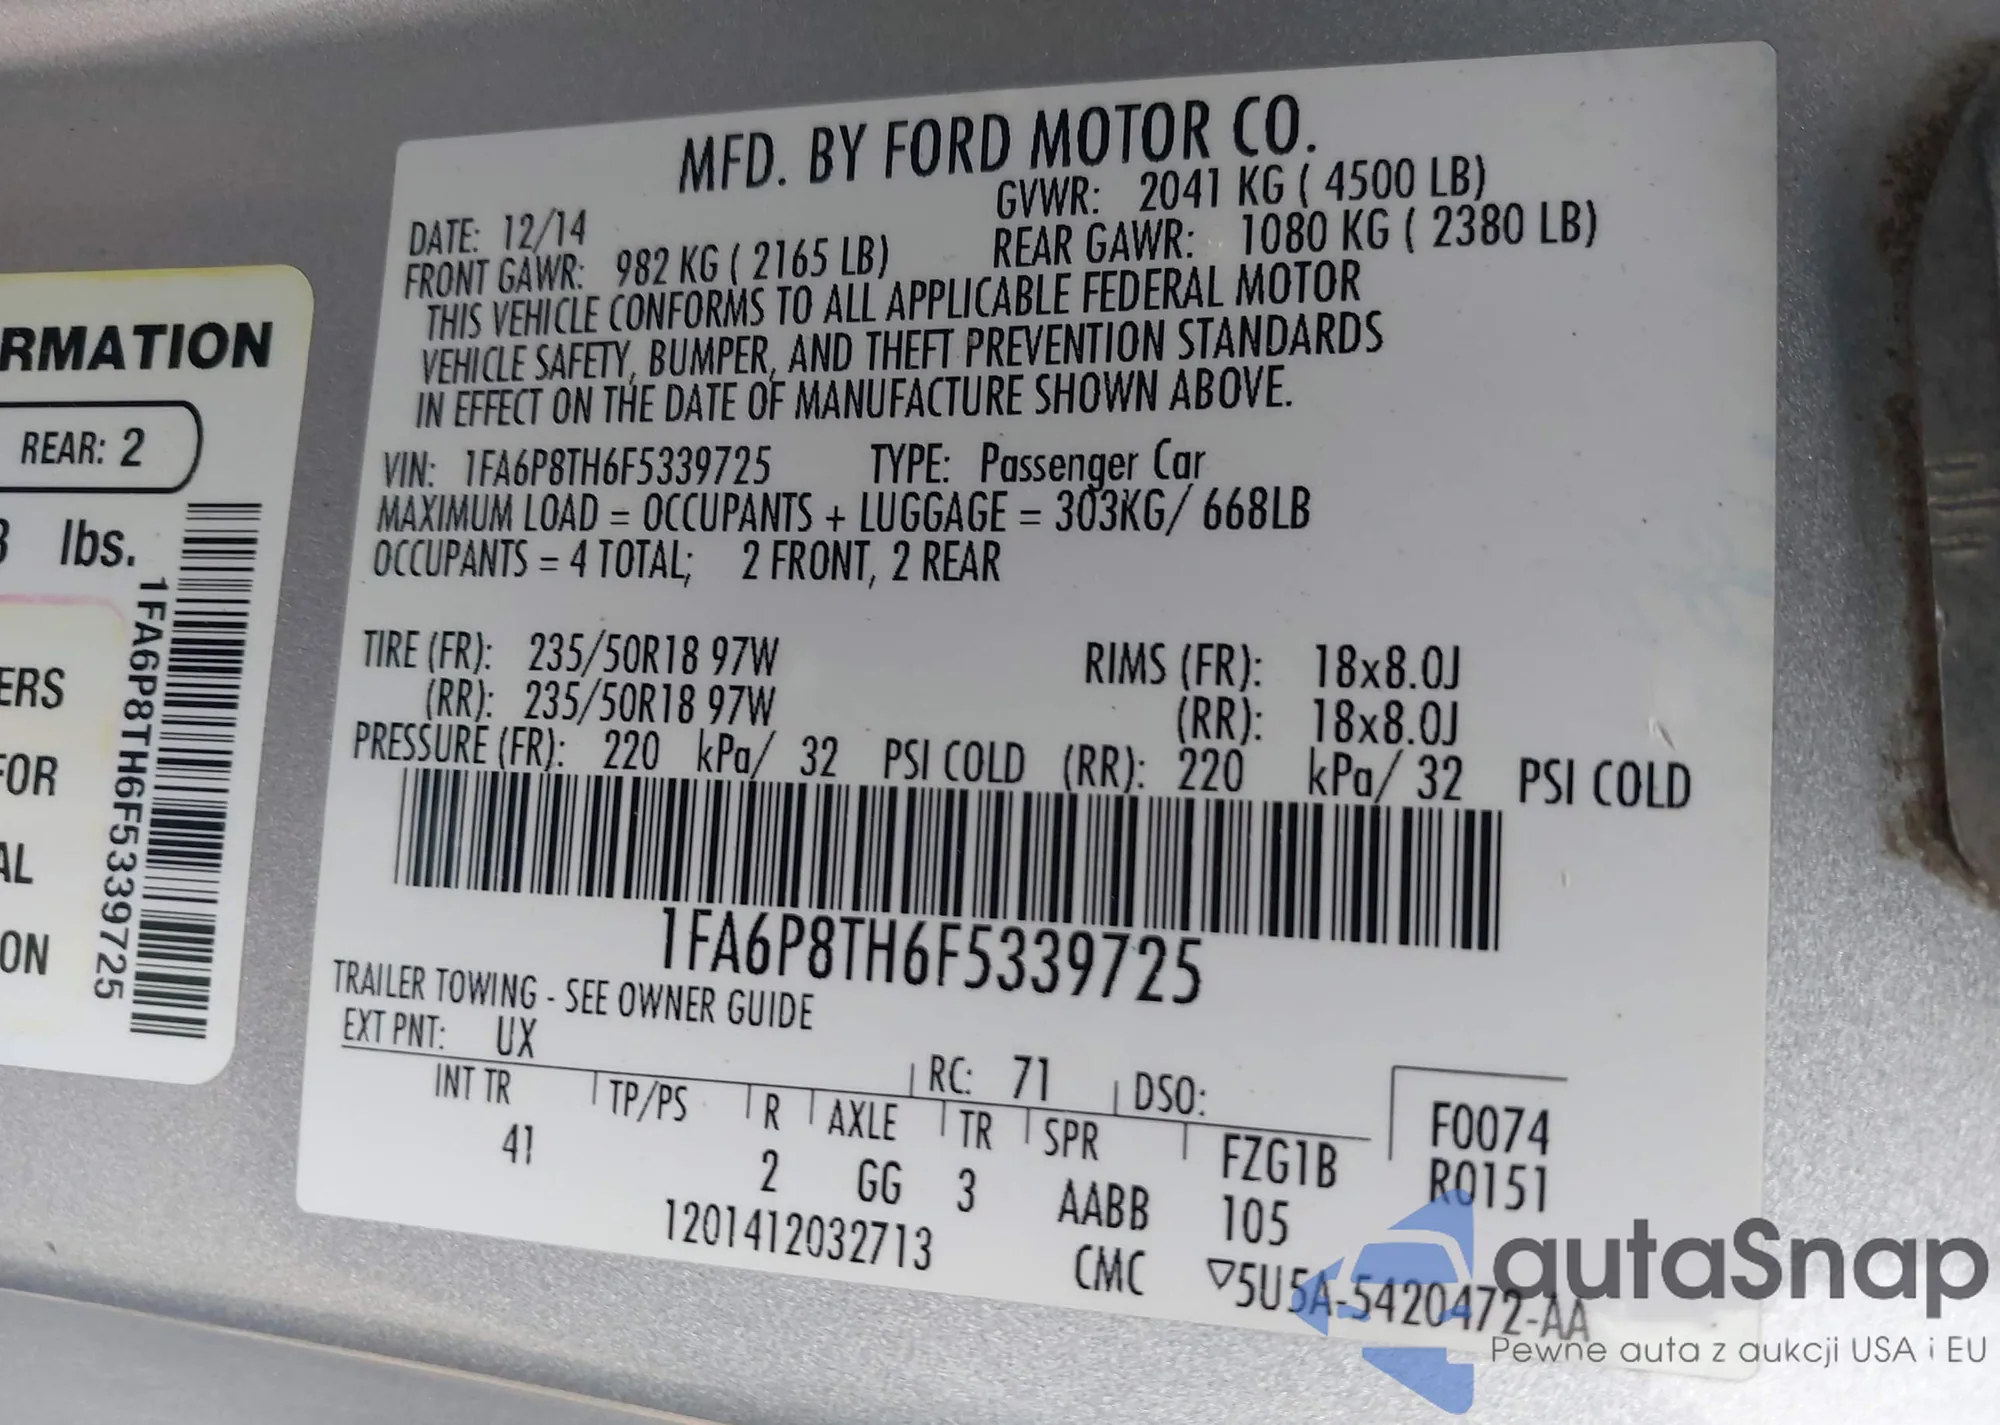 MFD. BY FORD MOTOR CO.
DATE: 12/14 GVWR: 2041 KG ( 4500 LB)
FRONT GAWR: 982 KG ( 2165 LB) REAR GAWR: 1080 KG ( 2380 LB)
THIS VEHICLE CONFORMS TO ALL APPLICABLE FEDERAL MOTOR
VEHICLE SAFETY, BUMPER, AND THEFT PREVENTION STANDARDS
IN EFFECT ON THE DATE OF MANUFACTURE SHOWN ABOVE.
VIN: 1FA6P8TH6F5339725 TYPE: Passenger Car
MAXIMUM LOAD = OCCUPANTS + LUGGAGE = 303KG/ 668LB
OCCUPANTS = 4 TOTAL; 2 FRONT, 2 REAR
TIRE (FR): 235/50R18 97W RIMS (FR): 18x8.0J
(RR): 235/50R18 97W (RR): 18x8.0J
PRESSURE (FR): 220 kPa/ 32 PSI COLD (RR): 220 kPa/ 32 PSI COLD
1FA6P8TH6F5339725
TRAILER TOWING - SEE OWNER GUIDE
EXT PNT: UX RC: 71 DSO:
INT TR TP/PS R AXLE TR SPR FZG1B F0074
41 2 GG 3 AABB 105 R0151
1201412032713 CMC ▽5U5A-5420472-AA
RMATION
REAR: 2
lbs.
ERS
FOR
AL
ON
1FA6P8TH6F5339725
autaSnap
Pewne auta z aukcji USA i EU